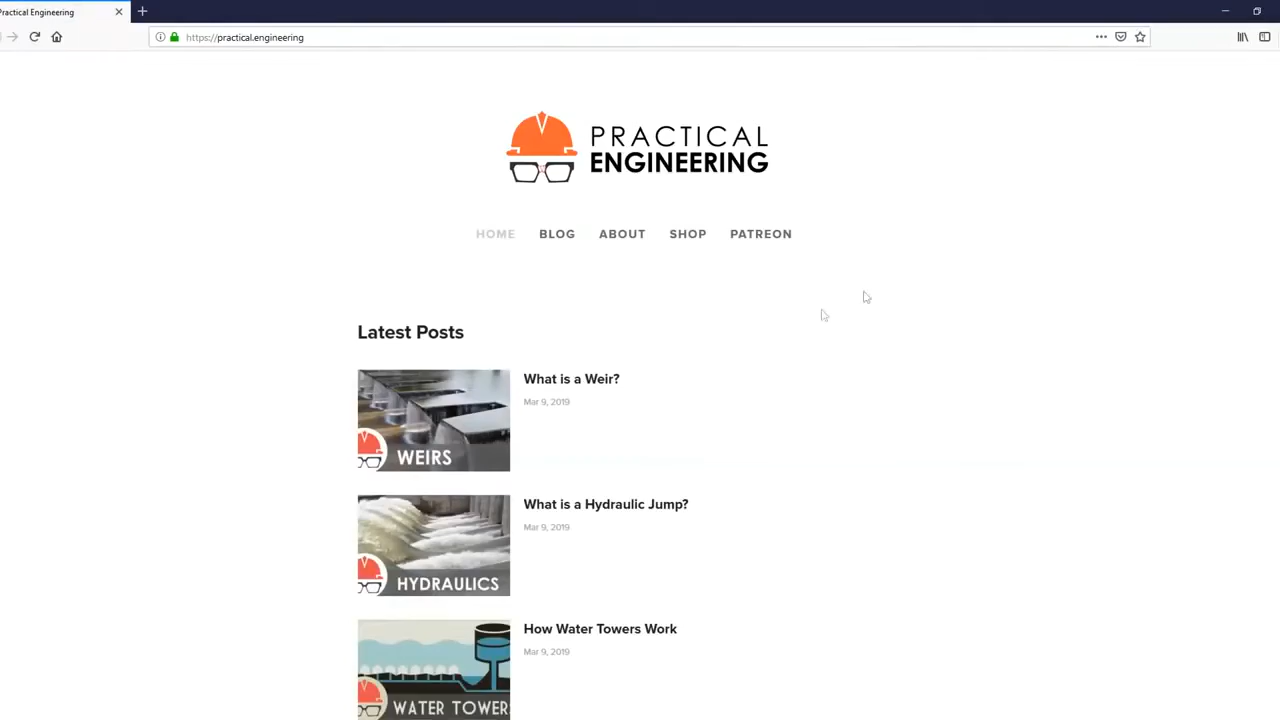 Practical Engineering
https://practical.engineering
PRACTICAL
ENGINEERING
HOME BLOG ABOUT SHOP PATREON
Latest Posts
WEIRS
What is a Weir?
Mar 9, 2019
HYDRAULICS
What is a Hydraulic Jump?
Mar 9, 2019
WATER TOWERS
How Water Towers Work
Mar 9, 2019